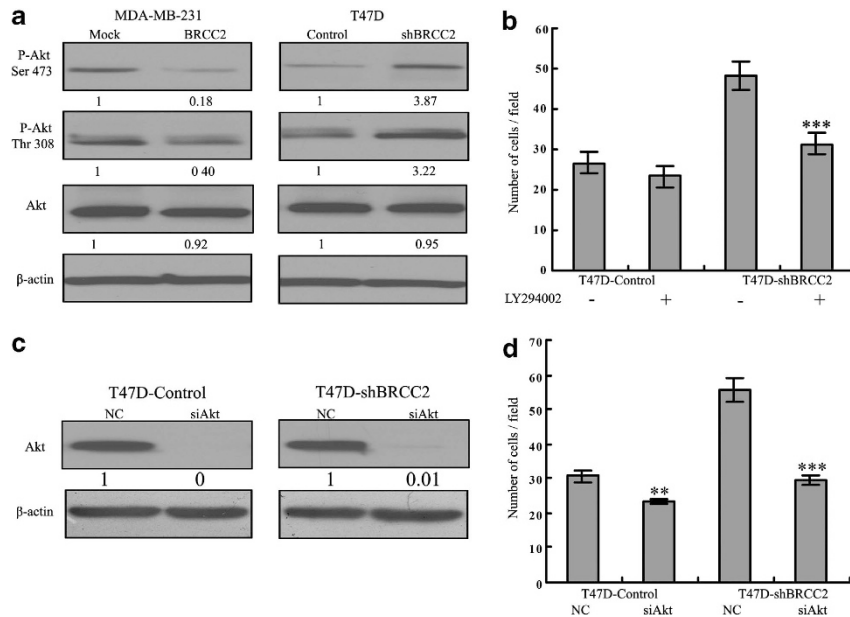 a
MDA-MB-231
T47D
Mock BRCC2
Control shBRCC2
P-Akt
Ser 473
1 0.18
1 3.87
P-Akt
Thr 308
1 0 40
1 3.22
Akt
1 0.92
1 0.95
β-actin
b
Number of cells / field
60
50
40
30
20
10
0
***
T47D-Control T47D-shBRCC2
LY294002 - + - +
c
T47D-Control
T47D-shBRCC2
NC siAkt
NC siAkt
Akt
1 0
1 0.01
β-actin
d
Number of cells / field
70
60
50
40
30
20
10
0
**
***
T47D-Control T47D-shBRCC2
NC siAkt NC siAkt